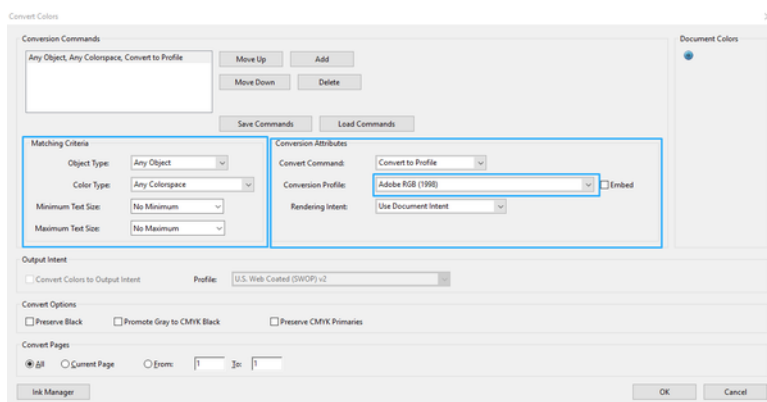 Convert Colors
Conversion Commands
Document Colors
Any Object, Any Colorspace, Convert to Profile
Move Up Add
Move Down Delete
Save Commands Load Commands
Matching Criteria
Object Type: Any Object
Color Type: Any Colorspace
Minimum Text Size: No Minimum
Maximum Text Size: No Maximum
Conversion Attributes
Convert Command: Convert to Profile
Conversion Profile: Adobe RGB (1998) Embed
Rendering Intent: Use Document Intent
Output Intent
Convert Colors to Output Intent Profile: U.S. Web Coated (SWOP) v2
Convert Options
Preserve Black Promote Gray to CMYK Black Preserve CMYK Primaries
Convert Pages
All Current Page From: 1 To: 1
Ink Manager OK Cancel